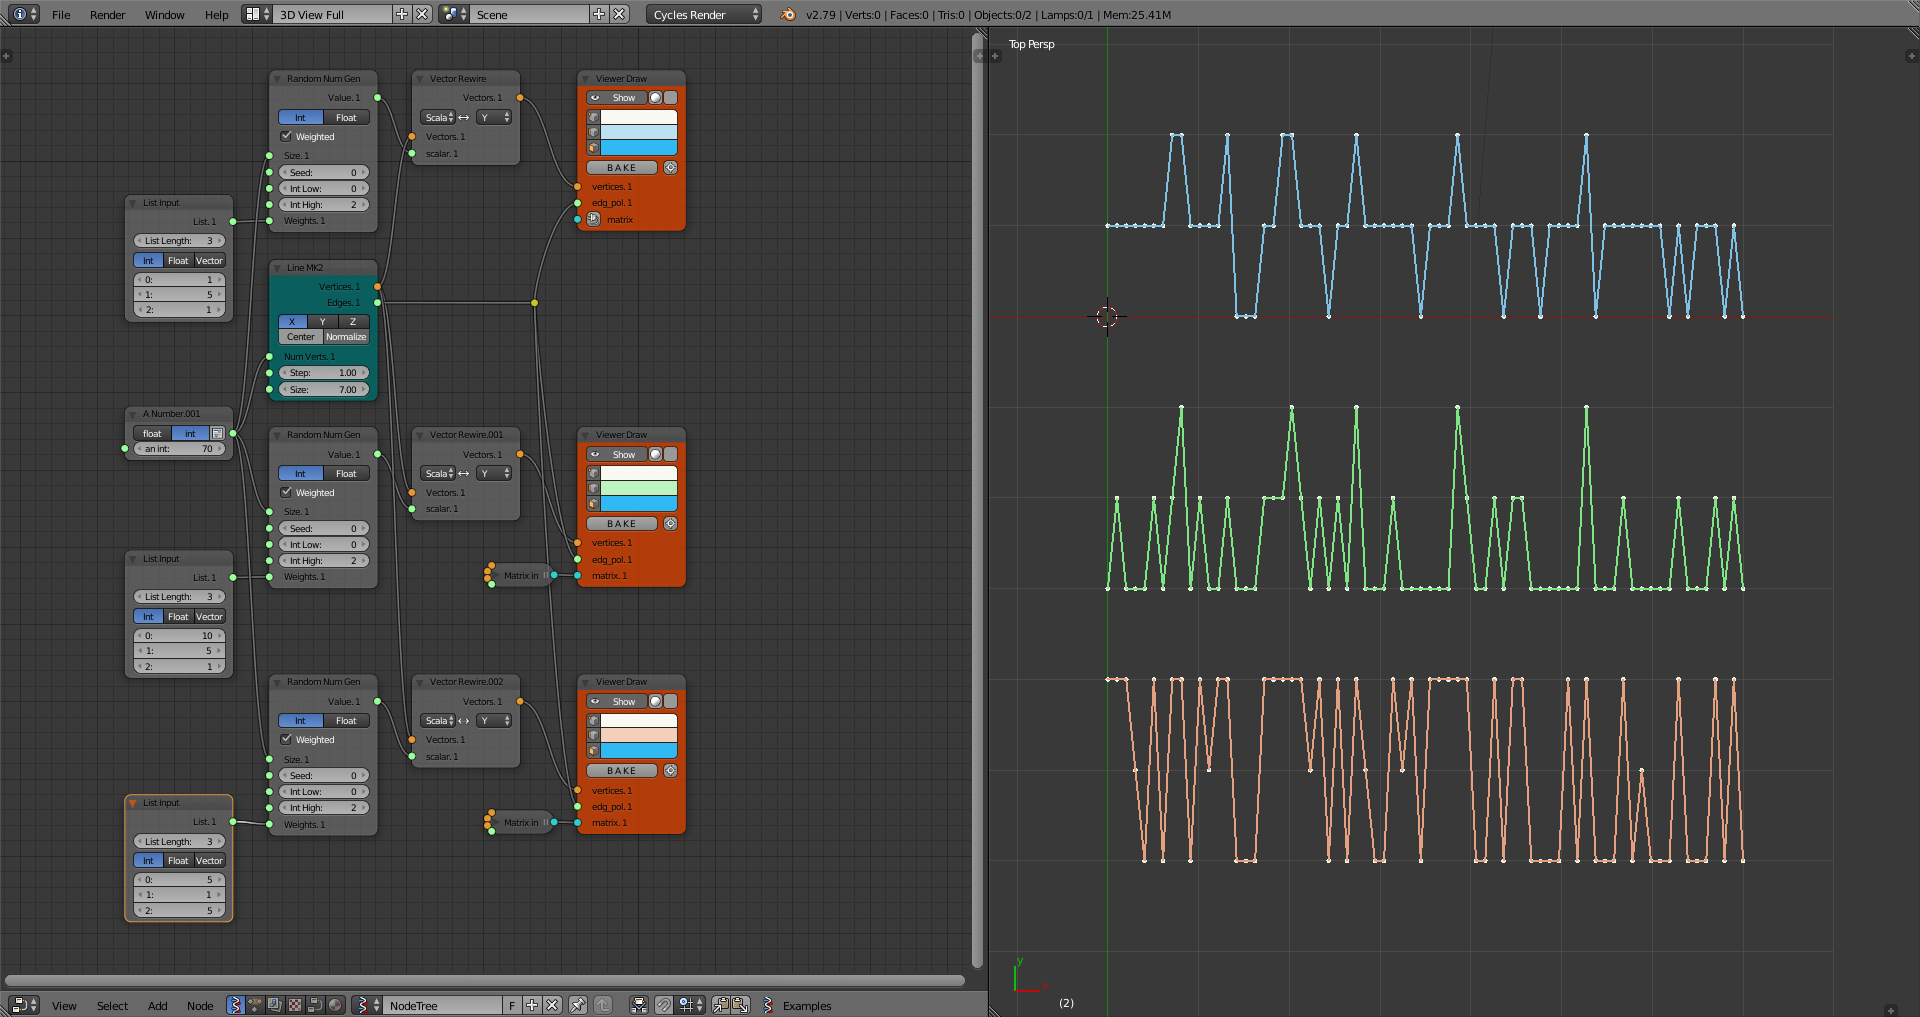 File Render Window Help 3D View Full Scene Cycles Render v2.79 | Verts:0 | Faces:0 | Tris:0 | Objects:0/2 | Lamps:0/1 | Mem:25.41M
Top Persp
Random Num Gen
Value. 1
Int Float
Weighted
Size. 1
Seed: 0
Int Low: 0
Int High: 2
Weights. 1
Vector Rewire
Vectors. 1
Scala Y
Vectors. 1
scalar. 1
Viewer Draw
Show
BAKE
vertices. 1
edg_pol. 1
matrix
List Input
List. 1
List Length: 3
Int Float Vector
0: 1
1: 5
2: 1
Line MK2
Vertices. 1
Edges. 1
X Y Z
Center Normalize
Num Verts. 1
Step: 1.00
Size: 7.00
A Number.001
float int
an int: 70
Random Num Gen
Value. 1
Int Float
Weighted
Size. 1
Seed: 0
Int Low: 0
Int High: 2
Weights. 1
Vector Rewire.001
Vectors. 1
Scala Y
Vectors. 1
scalar. 1
Viewer Draw
Show
BAKE
vertices. 1
edg_pol. 1
matrix. 1
Matrix in
List Input
List. 1
List Length: 3
Int Float Vector
0: 10
1: 5
2: 1
Random Num Gen
Value. 1
Int Float
Weighted
Size. 1
Seed: 0
Int Low: 0
Int High: 2
Weights. 1
Vector Rewire.002
Vectors. 1
Scala Y
Vectors. 1
scalar. 1
Viewer Draw
Show
BAKE
vertices. 1
edg_pol. 1
matrix. 1
Matrix in
List Input
List. 1
List Length: 3
Int Float Vector
0: 5
1: 1
2: 5
y
x
(2)
View Select Add Node NodeTree F Examples